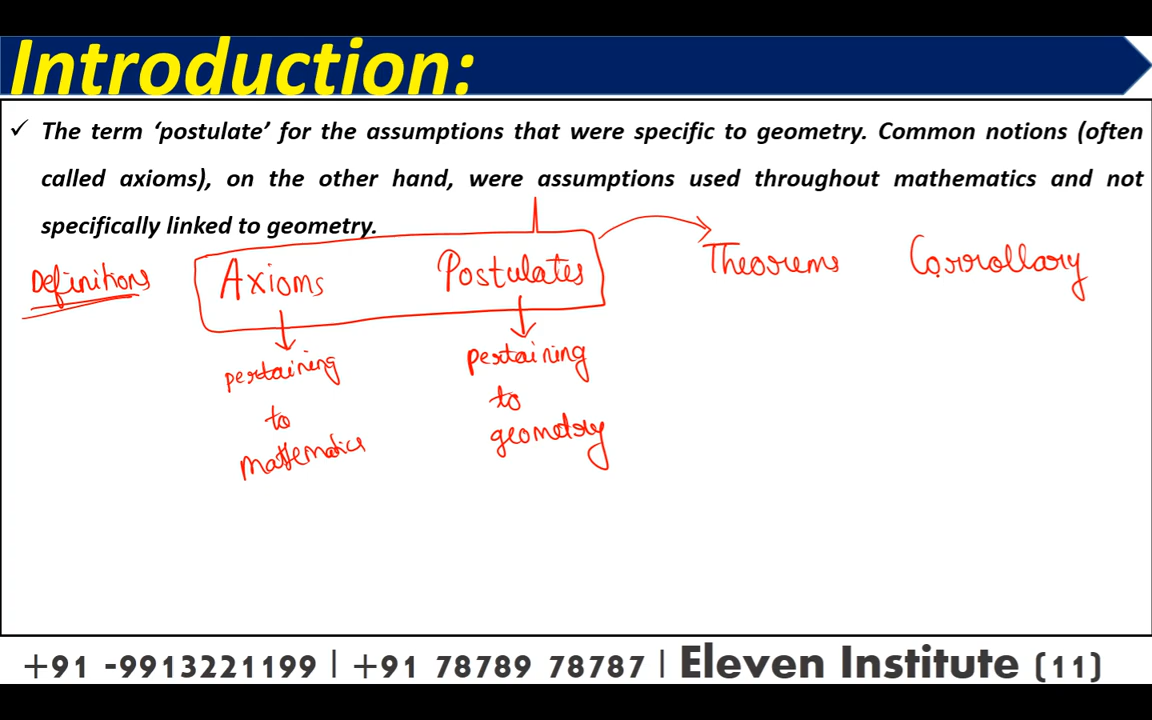 Introduction:
✓ The term ‘postulate’ for the assumptions that were specific to geometry. Common notions (often
called axioms), on the other hand, were assumptions used throughout mathematics and not
specifically linked to geometry.
Definitions Axioms Postulates Theorems Corrollary
pertaining pertaining
to to
mathematics geometry
+91 -9913221199 | +91 78789 78787 | Eleven Institute (11)